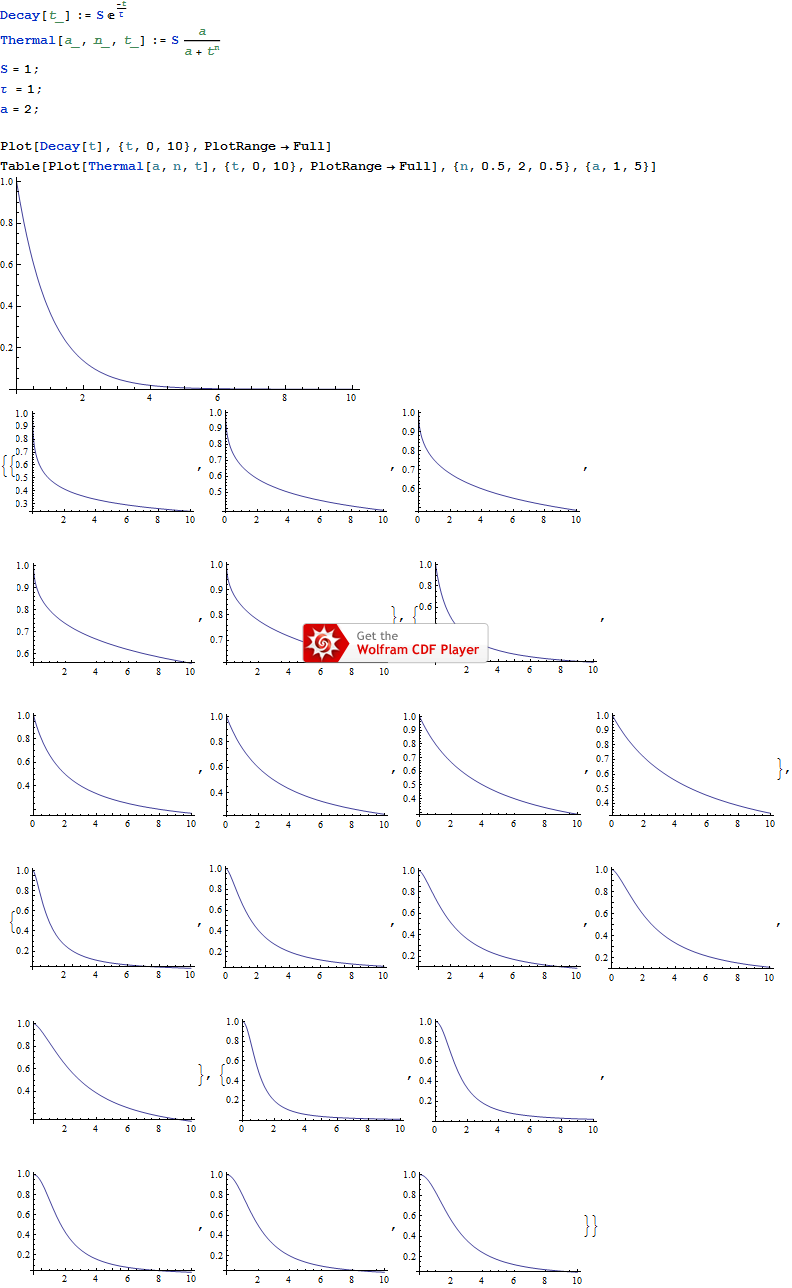 Decay[t_] := S e^(-t/τ)
Thermal[a_, n_, t_] := S a/(a + t^n)
S = 1;
τ = 1;
a = 2;
Plot[Decay[t], {t, 0, 10}, PlotRange → Full]
Table[Plot[Thermal[a, n, t], {t, 0, 10}, PlotRange → Full], {n, 0.5, 2, 0.5}, {a, 1, 5}]
1.0
0.8
0.6
0.4
0.2
2 4 6 8 10
{{
1.0 0.9 0.8 0.7 0.6 0.5 0.4 0.3
2 4 6 8 10
,
1.0 0.9 0.8 0.7 0.6 0.5
0 2 4 6 8 10
,
1.0 0.9 0.8 0.7 0.6
0 2 4 6 8 10
,
1.0 0.9 0.8 0.7 0.6
2 4 6 8 10
,
1.0 0.9 0.8 0.7
2 4 6 8 10
}, {
1.0 0.8 0.6
2 4 6 8 10
,
Get the
Wolfram CDF Player
1.0 0.8 0.6 0.4
0 2 4 6 8 10
,
1.0 0.8 0.6 0.4
0 2 4 6 8 10
,
1.0 0.9 0.8 0.7 0.6 0.5 0.4
0 2 4 6 8 10
,
1.0 0.9 0.8 0.7 0.6 0.5 0.4
0 2 4 6 8 10
},
{
1.0 0.8 0.6 0.4 0.2
2 4 6 8 10
,
1.0 0.8 0.6 0.4 0.2
0 2 4 6 8 10
,
1.0 0.8 0.6 0.4 0.2
0 2 4 6 8 10
,
1.0 0.8 0.6 0.4 0.2
0 2 4 6 8 10
,
1.0 0.8 0.6 0.4
2 4 6 8 10
}, {
1.0 0.8 0.6 0.4 0.2
0 2 4 6 8 10
,
1.0 0.8 0.6 0.4 0.2
0 2 4 6 8 10
,
1.0 0.8 0.6 0.4 0.2
2 4 6 8 10
,
1.0 0.8 0.6 0.4 0.2
2 4 6 8 10
,
1.0 0.8 0.6 0.4 0.2
0 2 4 6 8 10
}}